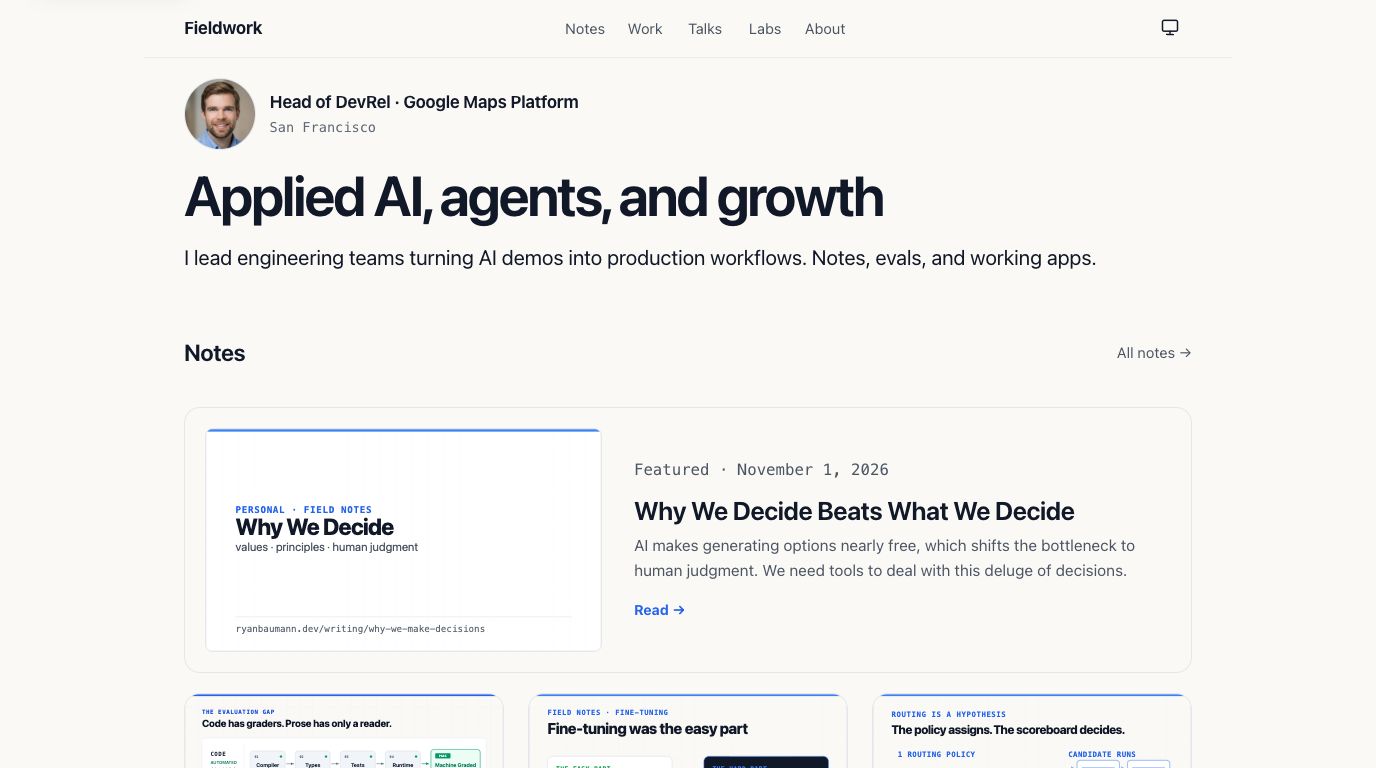 Fieldwork
Notes Work Talks Labs About
Head of DevRel · Google Maps Platform
San Francisco
Applied AI, agents, and growth
I lead engineering teams turning AI demos into production workflows. Notes, evals, and working apps.
Notes
All notes →
PERSONAL · FIELD NOTES
Why We Decide
values · principles · human judgment
ryanbaumann.dev/writing/why-we-make-decisions
Featured · November 1, 2026
Why We Decide Beats What We Decide
AI makes generating options nearly free, which shifts the bottleneck to
human judgment. We need tools to deal with this deluge of decisions.
Read →
THE EVALUATION GAP
Code has graders. Prose has only a reader.
CODE
AUTOMATED
Compiler
Types
Tests
Runtime
Machine Graded
FIELD NOTES · FINE-TUNING
Fine-tuning was the easy part
ROUTING IS A HYPOTHESIS
The policy assigns. The scoreboard decides.
1 ROUTING POLICY
CANDIDATE RUNS